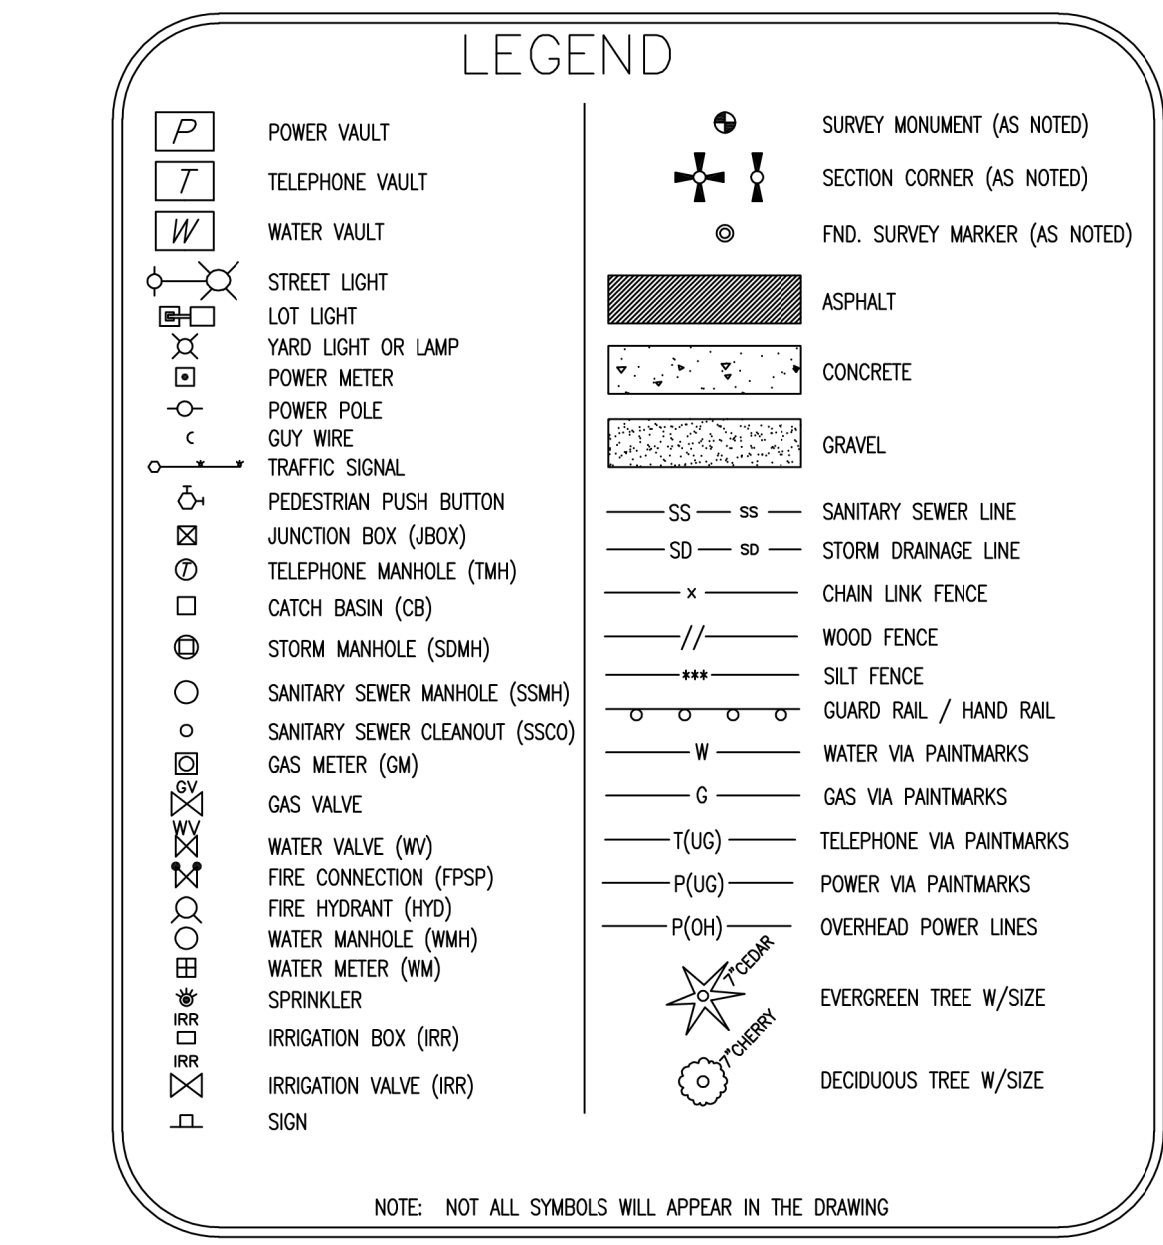 LEGEND
P POWER VAULT
T TELEPHONE VAULT
W WATER VAULT
STREET LIGHT
LOT LIGHT
YARD LIGHT OR LAMP
POWER METER
POWER POLE
GUY WIRE
TRAFFIC SIGNAL
PEDESTRIAN PUSH BUTTON
JUNCTION BOX (JBOX)
T TELEPHONE MANHOLE (TMH)
CATCH BASIN (CB)
STORM MANHOLE (SDMH)
SANITARY SEWER MANHOLE (SSMH)
SANITARY SEWER CLEANOUT (SSCO)
GAS METER (GM)
GV
GAS VALVE
WV
WATER VALVE (WV)
FIRE CONNECTION (FPSP)
FIRE HYDRANT (HYD)
WATER MANHOLE (WMH)
WATER METER (WM)
SPRINKLER
IRR
IRRIGATION BOX (IRR)
IRR
IRRIGATION VALVE (IRR)
SIGN
SURVEY MONUMENT (AS NOTED)
SECTION CORNER (AS NOTED)
FND. SURVEY MARKER (AS NOTED)
ASPHALT
CONCRETE
GRAVEL
SS SS SANITARY SEWER LINE
SD SD STORM DRAINAGE LINE
x CHAIN LINK FENCE
// WOOD FENCE
*** SILT FENCE
GUARD RAIL / HAND RAIL
W WATER VIA PAINTMARKS
G GAS VIA PAINTMARKS
T(UG) TELEPHONE VIA PAINTMARKS
P(UG) POWER VIA PAINTMARKS
P(OH) OVERHEAD POWER LINES
7"CEDAR
EVERGREEN TREE W/SIZE
7"CHERRY
DECIDUOUS TREE W/SIZE
NOTE: NOT ALL SYMBOLS WILL APPEAR IN THE DRAWING